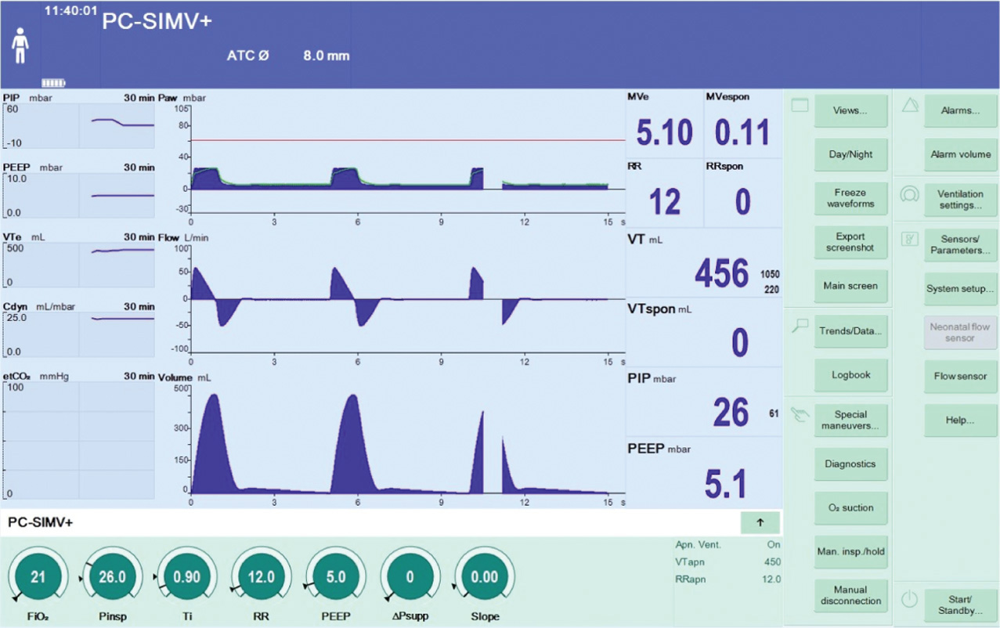 11:40:01
PC-SIMV+
ATC Ø 8.0 mm
PIP mbar 30 min
60
-10
PEEP mbar 30 min
10.0
0.0
VTe mL 30 min
500
0
Cdyn mL/mbar 30 min
25.0
0.0
etCO₂ mmHg 30 min
100
0
Paw mbar
105
80
40
0
-30
0 3 6 9 12 15 s
Flow L/min
100
50
0
-50
-100
0 3 6 9 12 15 s
Volume mL
500
300
150
0
0 3 6 9 12 15 s
MVe
5.10
MVespon
0.11
RR
12
RRspon
0
VT mL
456
1050
220
VTspon mL
0
PIP mbar
26
61
PEEP mbar
5.1
Views...
Day/Night
Freeze
waveforms
Export
screenshot
Main screen
Trends/Data...
Logbook
Special
maneuvers...
Diagnostics
O₂ suction
Man. insp./hold
Manual
disconnection
Alarms...
Alarm volume
Ventilation
settings...
Sensors/
Parameters...
System setup...
Neonatal flow
sensor
Flow sensor
Help...
Start/
Standby...
PC-SIMV+
21
FiO₂
26.0
Pinsp
0.90
Ti
12.0
RR
5.0
PEEP
0
ΔPsupp
0.00
Slope
Apn. Vent. On
VTapn 450
RRapn 12.0